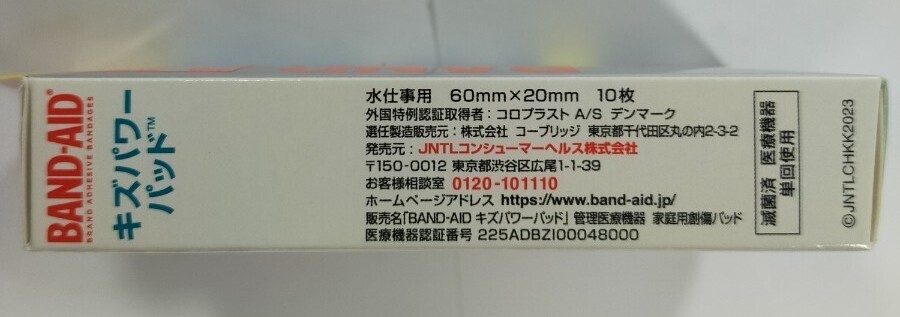 BAND-AID
BRAND ADHESIVE BANDAGES
キズパワー
パッド™
水仕事用 60mm×20mm 10枚
外国特例認証取得者：コロプラスト A/S デンマーク
選任製造販売元：株式会社 コーブリッジ 東京都千代田区丸の内2-3-2
発売元：JNTLコンシューマーヘルス株式会社
〒150-0012 東京都渋谷区広尾1-1-39
お客様相談室 0120-101110
ホームページアドレス https://www.band-aid.jp/
販売名「BAND-AID キズパワーパッド」 管理医療機器 家庭用創傷パッド
医療機器認証番号 225ADBZI00048000
滅菌済 医療機器
単回使用
©JNTLCHKK2023